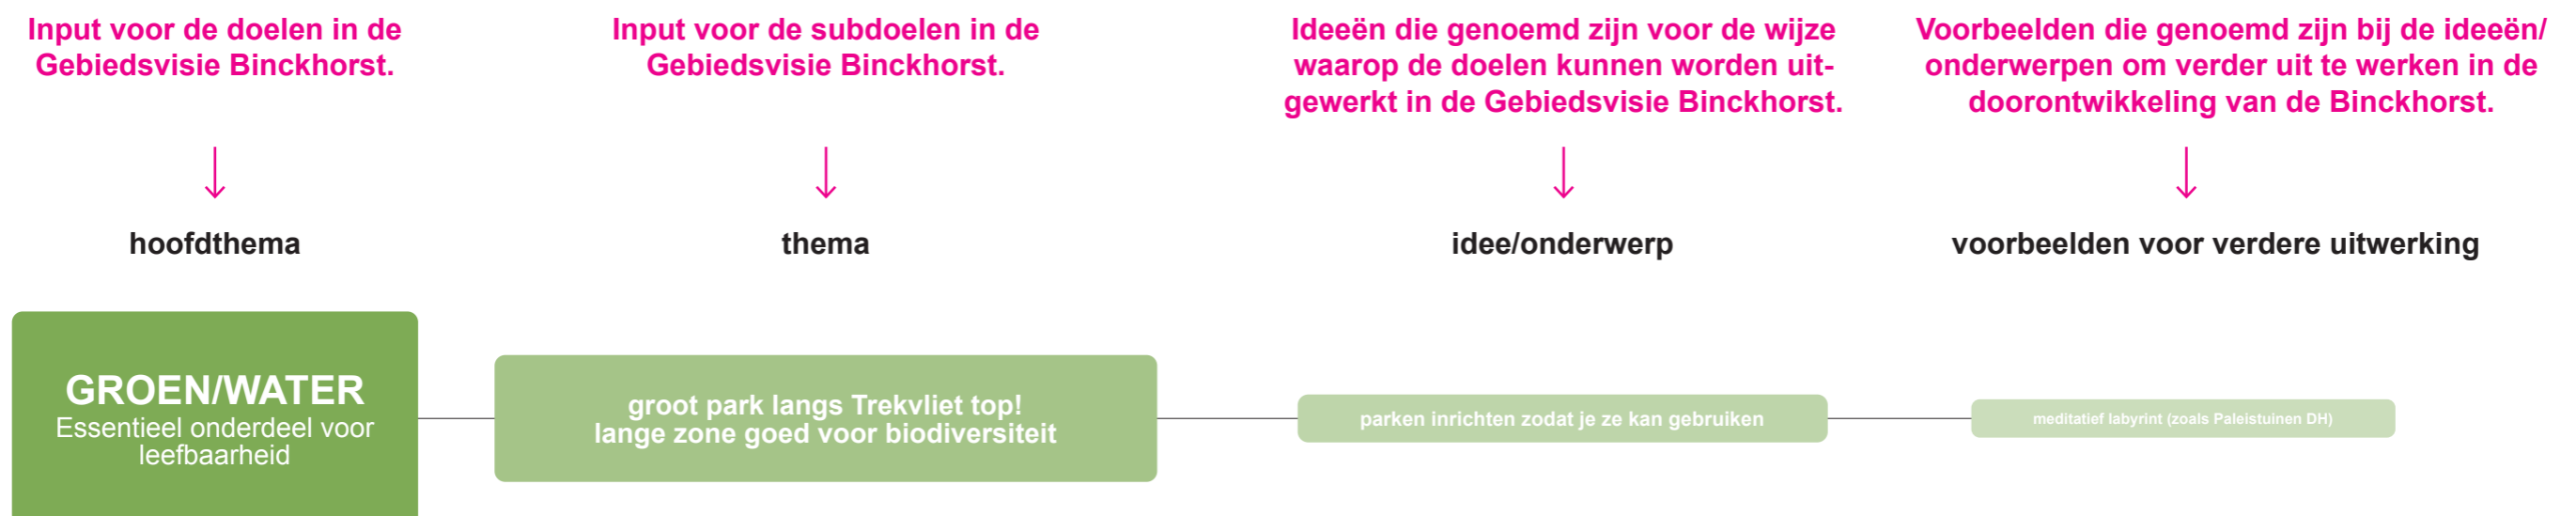 Input voor de doelen in de
Gebiedsvisie Binckhorst.
Input voor de subdoelen in de
Gebiedsvisie Binckhorst.
Ideeën die genoemd zijn voor de wijze
waarop de doelen kunnen worden uit-
gewerkt in de Gebiedsvisie Binckhorst.
Voorbeelden die genoemd zijn bij de ideeën/
onderwerpen om verder uit te werken in de
doorontwikkeling van de Binckhorst.
hoofdthema
thema
idee/onderwerp
voorbeelden voor verdere uitwerking
GROEN/WATER
Essentieel onderdeel voor
leefbaarheid
groot park langs Trekvliet top!
lange zone goed voor biodiversiteit
parken inrichten zodat je ze kan gebruiken
meditatief labyrint (zoals Paleistuinen DH)